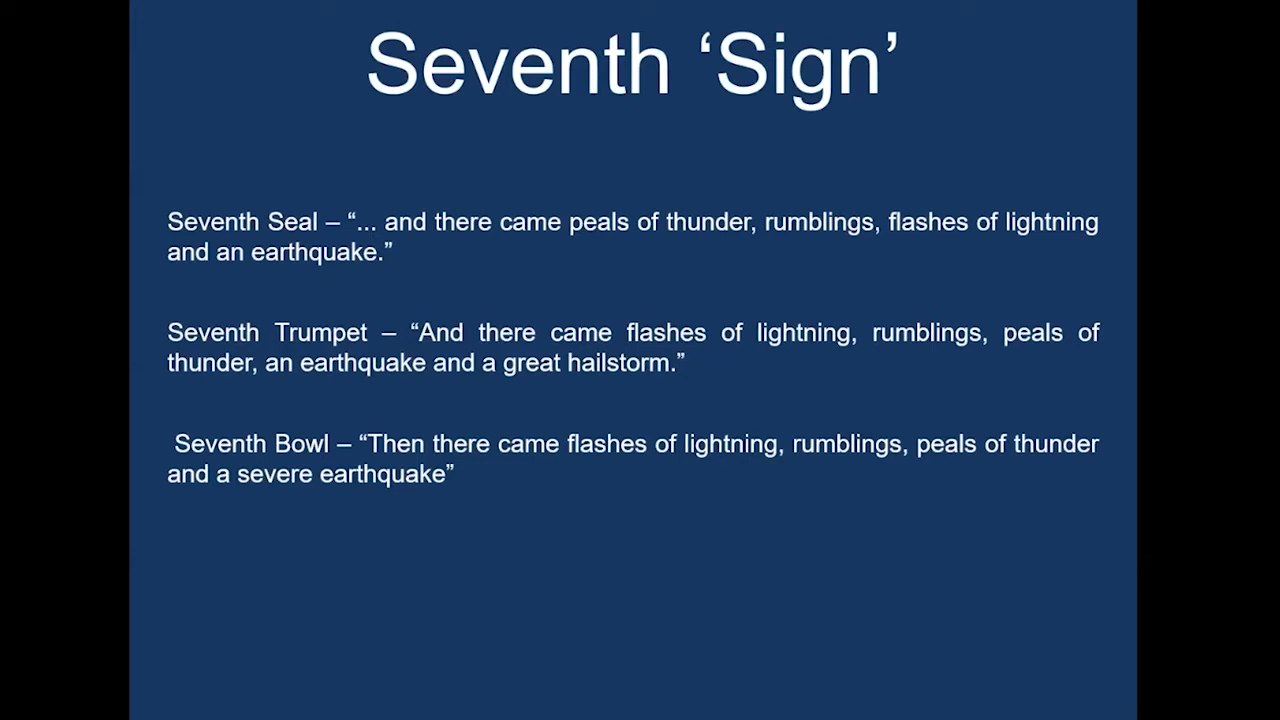 Seventh ‘Sign’
Seventh Seal – “... and there came peals of thunder, rumblings, flashes of lightning
and an earthquake.”
Seventh Trumpet – “And there came flashes of lightning, rumblings, peals of
thunder, an earthquake and a great hailstorm.”
Seventh Bowl – “Then there came flashes of lightning, rumblings, peals of thunder
and a severe earthquake”